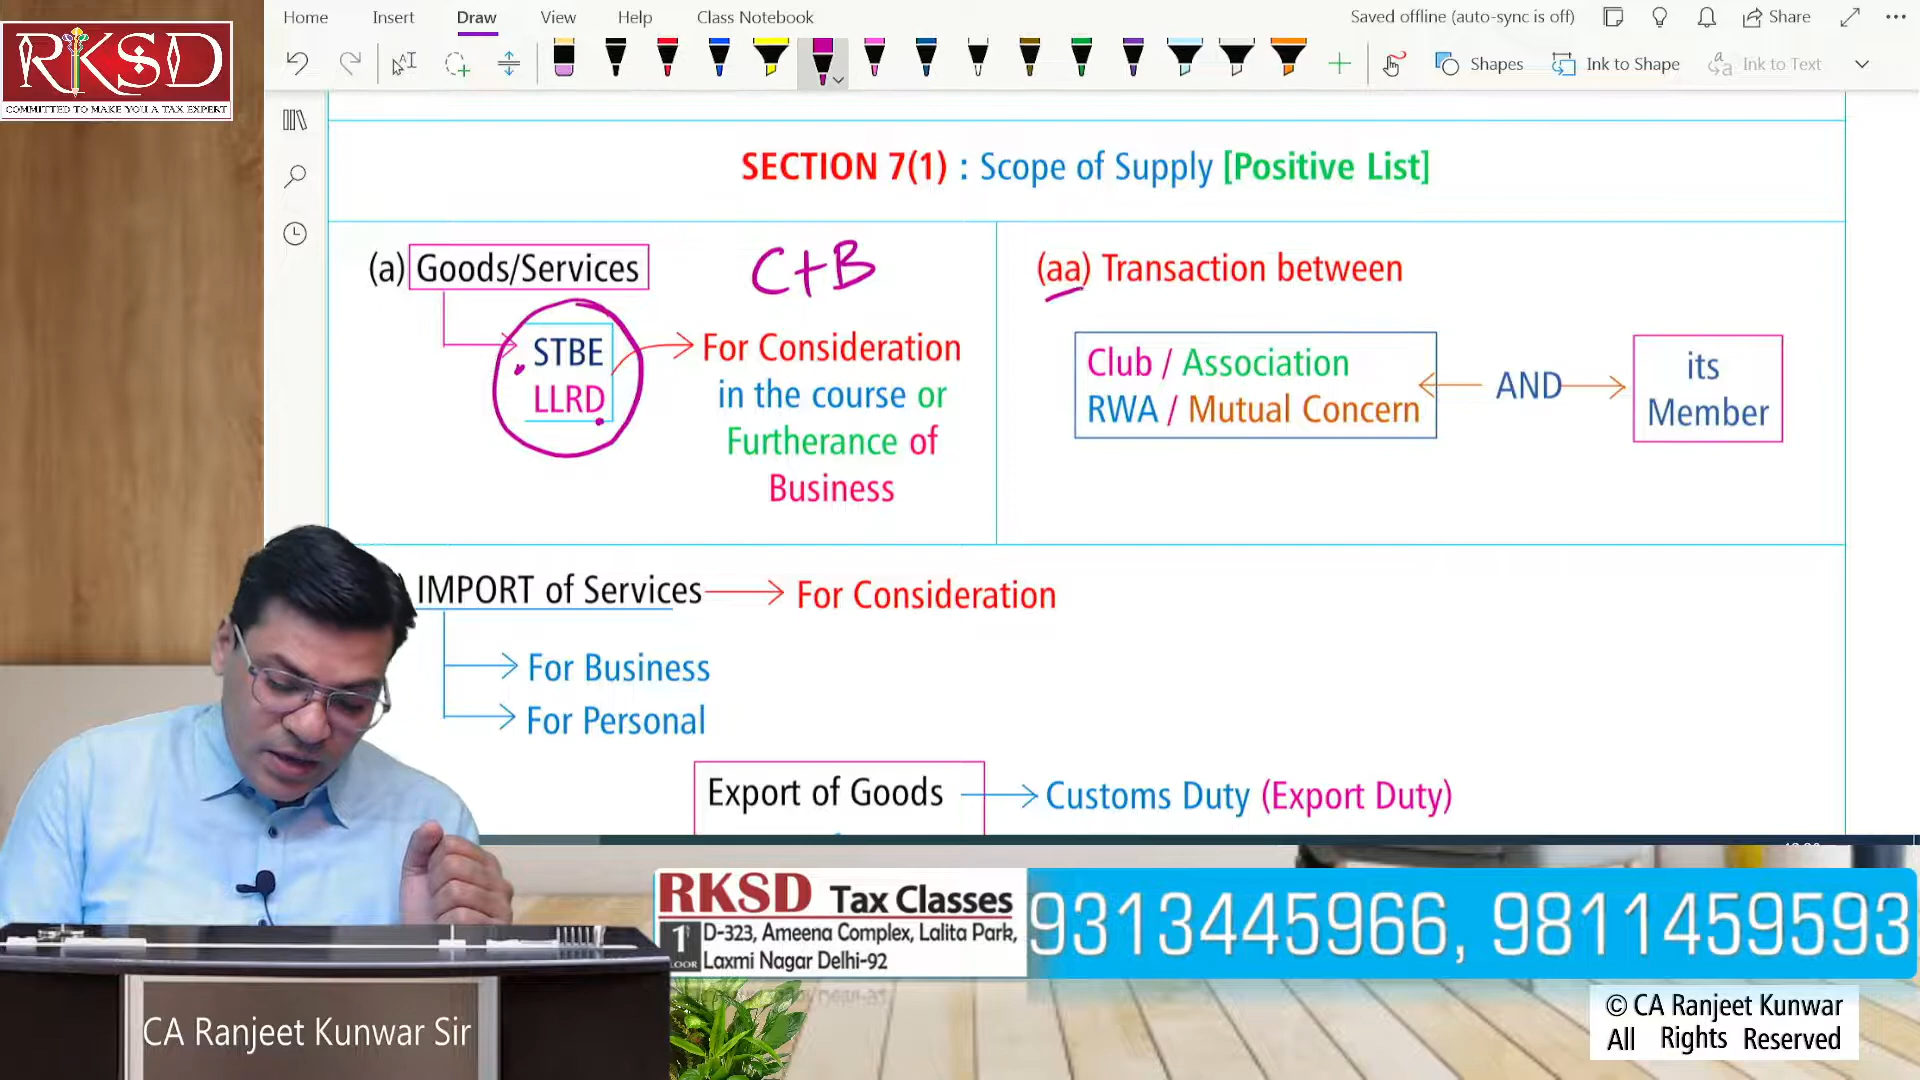 RKSD
COMMITTED TO MAKE YOU A TAX EXPERT
Home Insert Draw View Help Class Notebook
Saved offline (auto-sync is off) Share
Shapes Ink to Shape Ink to Text
SECTION 7(1) : Scope of Supply [Positive List]
(a) Goods/Services
C+B
STBE
LLRD
For Consideration
in the course or
Furtherance of
Business
(aa) Transaction between
Club / Association
RWA / Mutual Concern
AND
its
Member
IMPORT of Services
For Consideration
For Business
For Personal
Export of Goods
Customs Duty (Export Duty)
RKSD Tax Classes
D-323, Ameena Complex, Lalita Park,
Laxmi Nagar Delhi-92
9313445966, 9811459593
CA Ranjeet Kunwar Sir
© CA Ranjeet Kunwar
All Rights Reserved